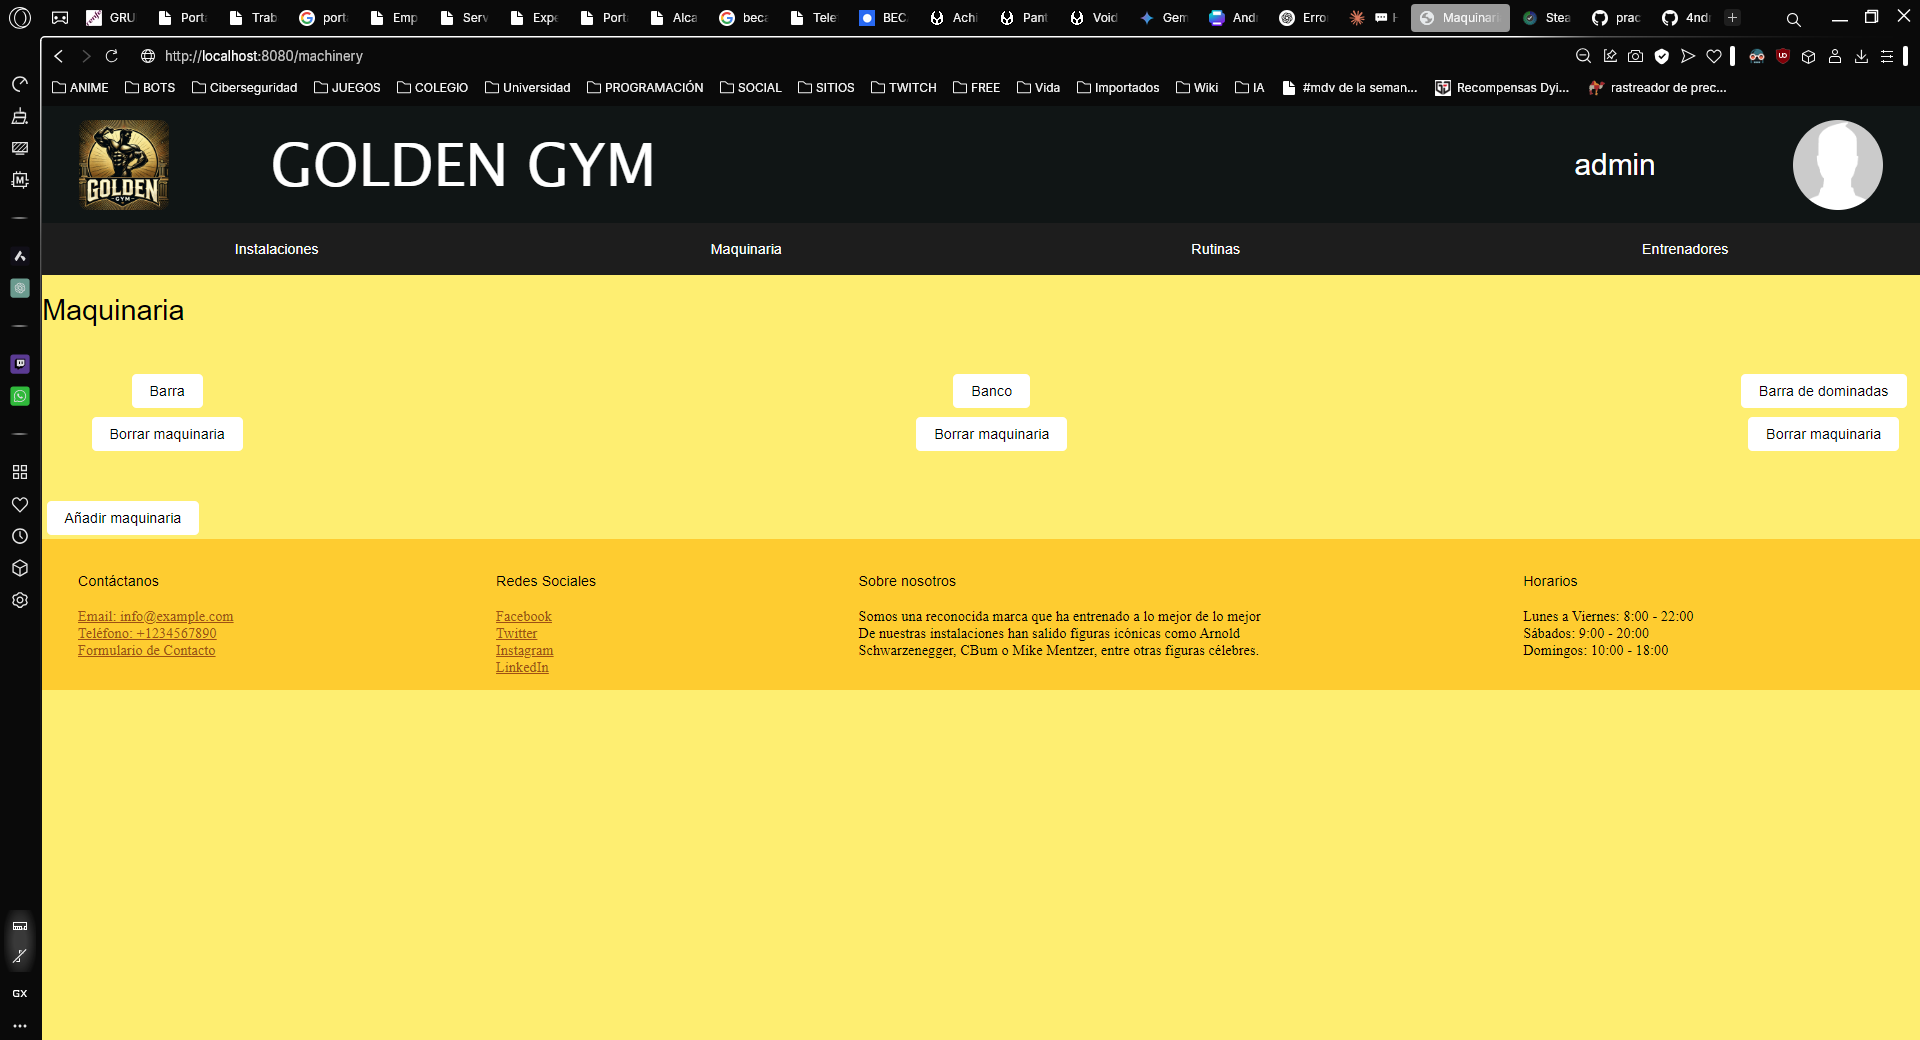 GRU
Port
Trab
port
Emp
Serv
Expe
Port
Alca
beca
Tele
BEC
Achi
Pant
Void
Gem
Andr
Erro
Maquinari
Stea
prac
4ndr
http://localhost:8080/machinery
ANIME
BOTS
Ciberseguridad
JUEGOS
COLEGIO
Universidad
PROGRAMACIÓN
SOCIAL
SITIOS
TWITCH
FREE
Vida
Importados
Wiki
IA
#mdv de la seman...
Recompensas Dyi...
rastreador de prec...
GOLDEN
GYM
GOLDEN GYM
admin
Instalaciones
Maquinaria
Rutinas
Entrenadores
Maquinaria
Barra
Banco
Barra de dominadas
Borrar maquinaria
Borrar maquinaria
Borrar maquinaria
Añadir maquinaria
Contáctanos
Email: info@example.com
Teléfono: +1234567890
Formulario de Contacto
Redes Sociales
Facebook
Twitter
Instagram
LinkedIn
Sobre nosotros
Somos una reconocida marca que ha entrenado a lo mejor de lo mejor
De nuestras instalaciones han salido figuras icónicas como Arnold
Schwarzenegger, CBum o Mike Mentzer, entre otras figuras célebres.
Horarios
Lunes a Viernes: 8:00 - 22:00
Sábados: 9:00 - 20:00
Domingos: 10:00 - 18:00
GX